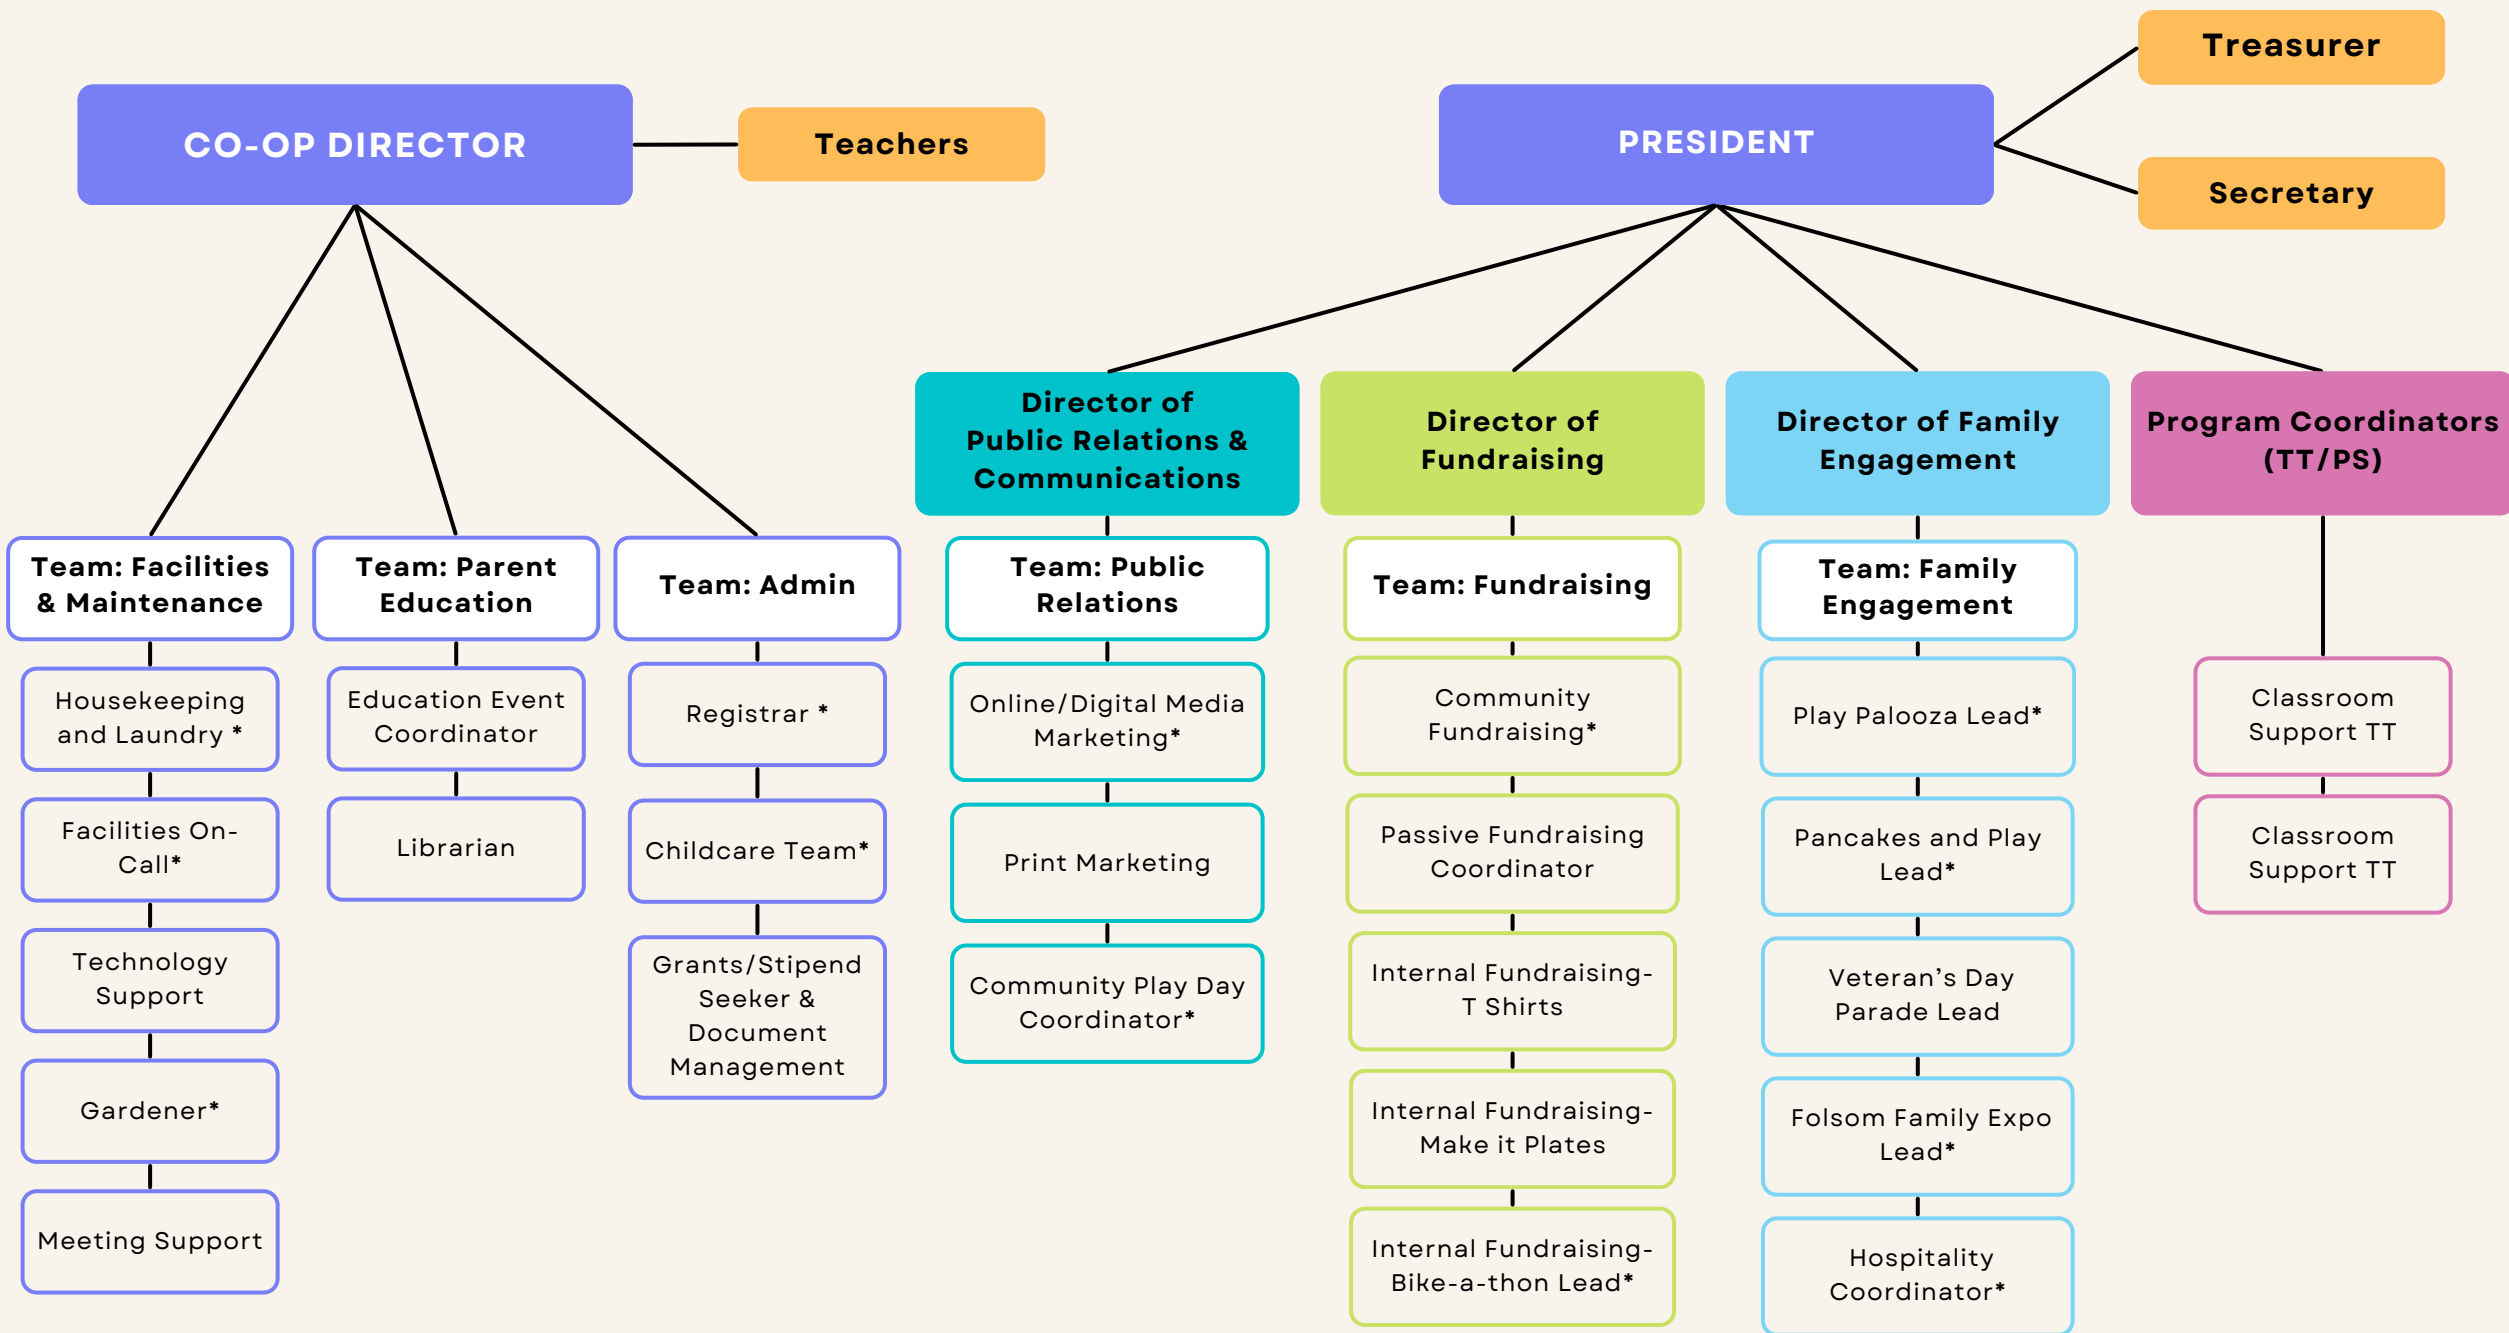 Treasurer
CO-OP DIRECTOR
Teachers
PRESIDENT
Secretary
Director of
Public Relations &
Communications
Director of
Fundraising
Director of Family
Engagement
Program Coordinators
(TT/PS)
Team: Facilities
& Maintenance
Housekeeping
and Laundry *
Facilities On-
Call*
Technology
Support
Gardener*
Meeting Support
Team: Parent
Education
Education Event
Coordinator
Librarian
Team: Admin
Registrar *
Childcare Team*
Grants/Stipend
Seeker &
Document
Management
Team: Public
Relations
Online/Digital Media
Marketing*
Print Marketing
Community Play Day
Coordinator*
Team: Fundraising
Community
Fundraising*
Passive Fundraising
Coordinator
Internal Fundraising-
T Shirts
Internal Fundraising-
Make it Plates
Internal Fundraising-
Bike-a-thon Lead*
Team: Family
Engagement
Play Palooza Lead*
Pancakes and Play
Lead*
Veteran’s Day
Parade Lead
Folsom Family Expo
Lead*
Hospitality
Coordinator*
Classroom
Support TT
Classroom
Support TT